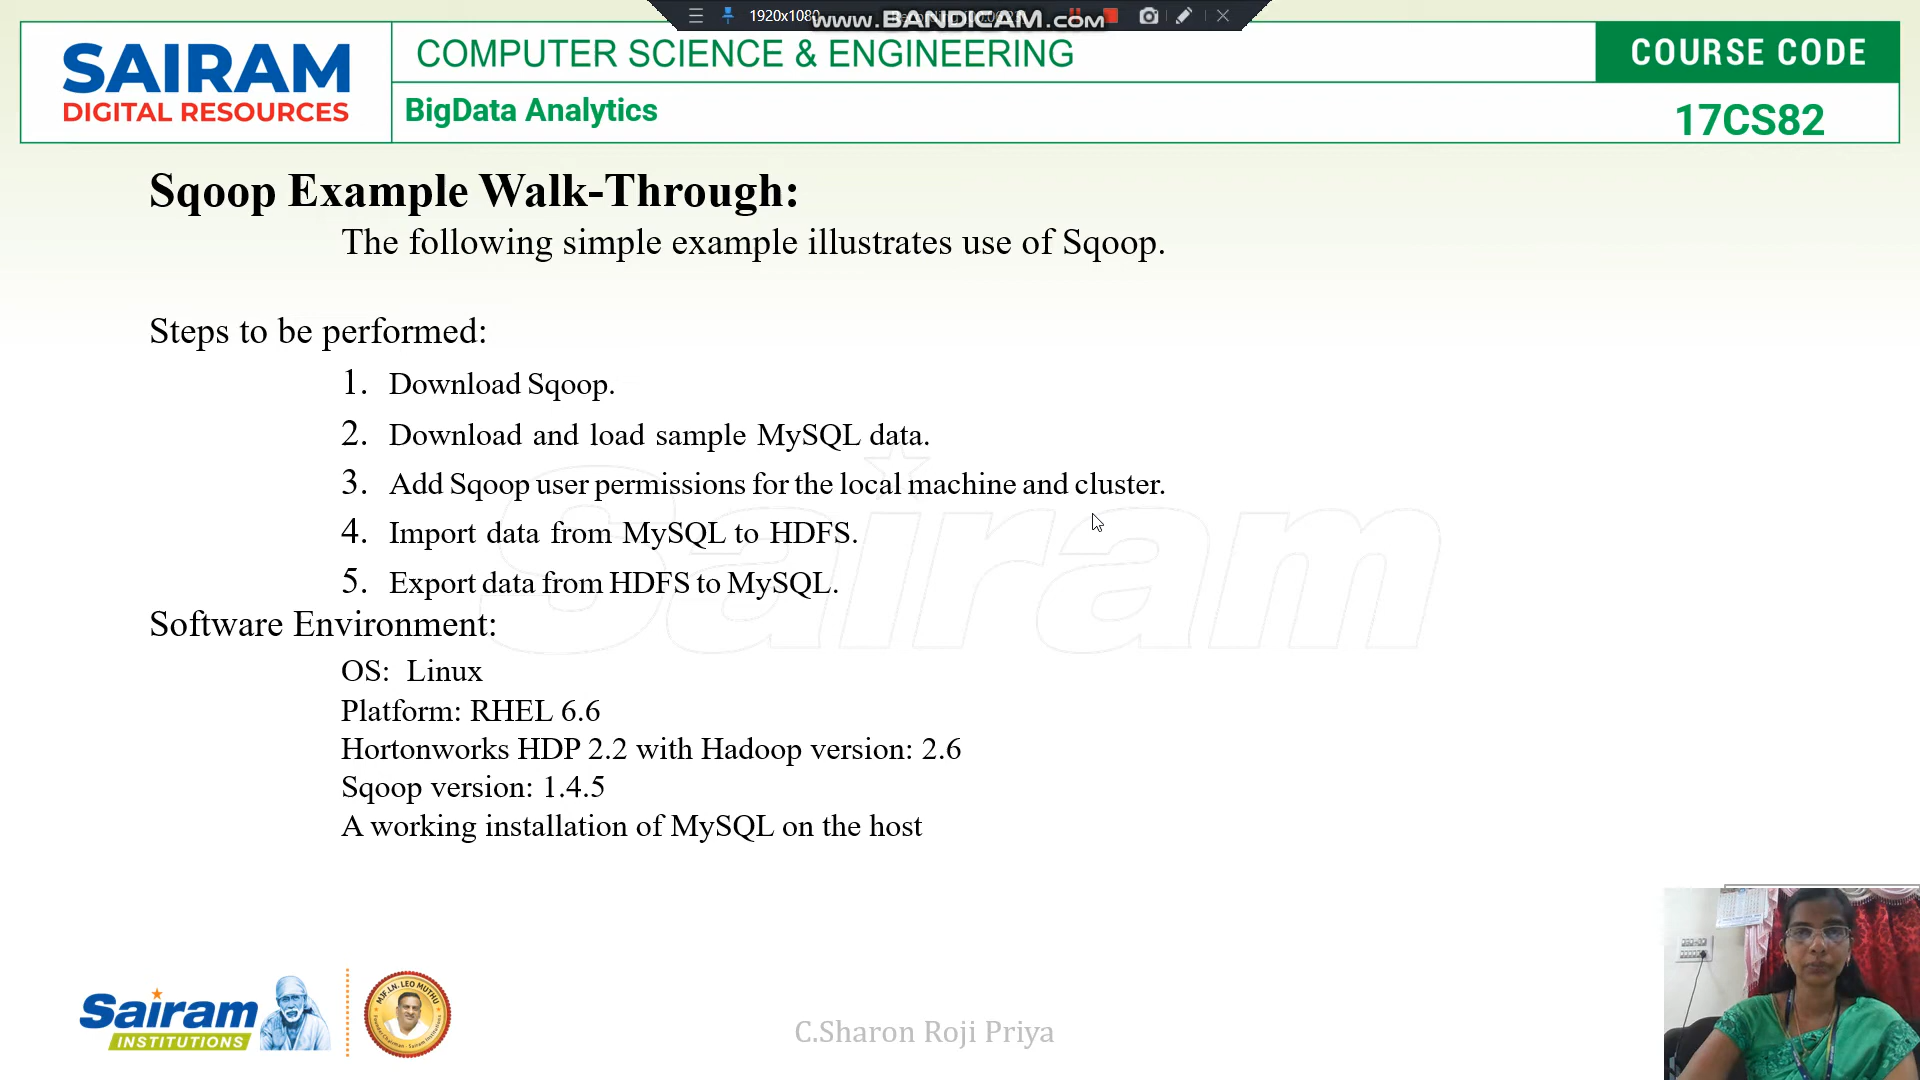 1920x1080
www.BANDICAM.com
SAIRAM
DIGITAL RESOURCES
COMPUTER SCIENCE & ENGINEERING
COURSE CODE
BigData Analytics
17CS82
Sqoop Example Walk-Through:
The following simple example illustrates use of Sqoop.
Steps to be performed:
1. Download Sqoop.
2. Download and load sample MySQL data.
3. Add Sqoop user permissions for the local machine and cluster.
4. Import data from MySQL to HDFS.
5. Export data from HDFS to MySQL.
Sairam
Software Environment:
OS: Linux
Platform: RHEL 6.6
Hortonworks HDP 2.2 with Hadoop version: 2.6
Sqoop version: 1.4.5
A working installation of MySQL on the host
Sairam
INSTITUTIONS
MJF.LN. LEO MUTHU
C.Sharon Roji Priya